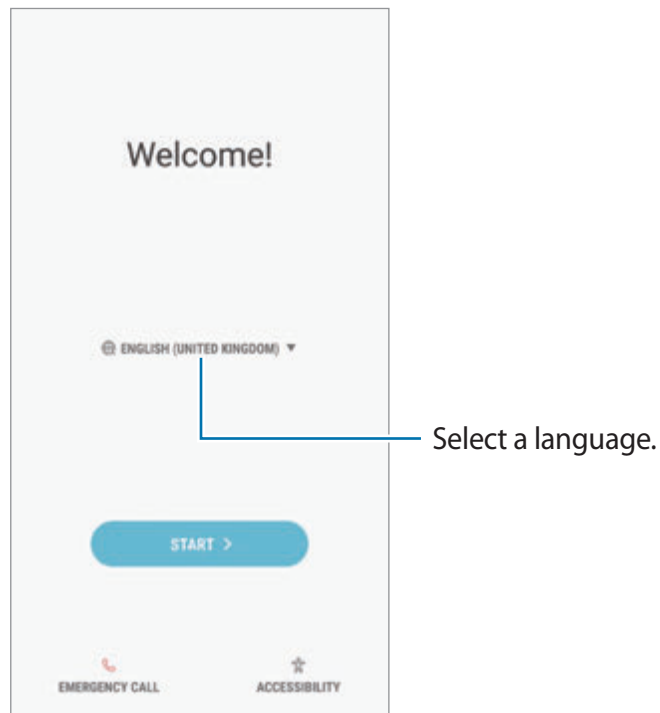 Welcome!
ENGLISH (UNITED KINGDOM)
Select a language.
START >
EMERGENCY CALL
ACCESSIBILITY